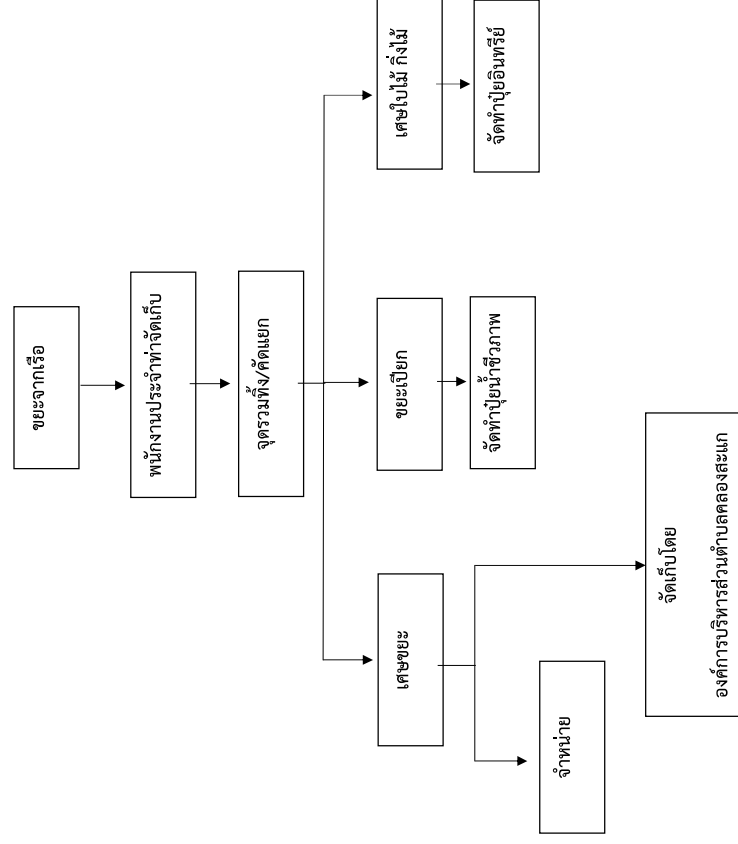 ขยะจากเรือ
พนักงานประจำท่าจัดเก็บ
จุดรวมทิ้ง/คัดแยก
เศษขยะ
ขยะเปียก
เศษใบไม้ กิ่งไม้
จำหน่าย
จัดเก็บโดย
องค์การบริหารส่วนตำบลคลองสะแก
จัดทำปุ๋ยน้ำชีวภาพ
จัดทำปุ๋ยอินทรีย์